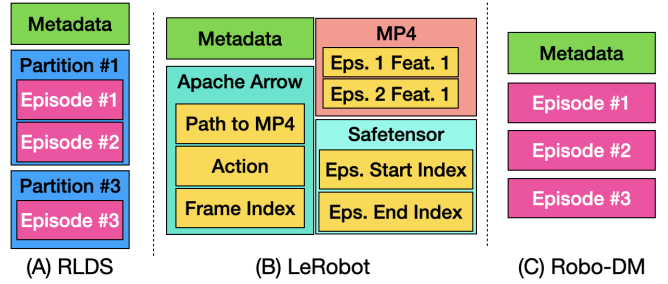 Metadata
Partition #1
Episode #1
Episode #2
Partition #3
Episode #3
(A) RLDS
Metadata
Apache Arrow
Path to MP4
Action
Frame Index
MP4
Eps. 1 Feat. 1
Eps. 2 Feat. 1
Safetensor
Eps. Start Index
Eps. End Index
(B) LeRobot
Metadata
Episode #1
Episode #2
Episode #3
(C) Robo-DM